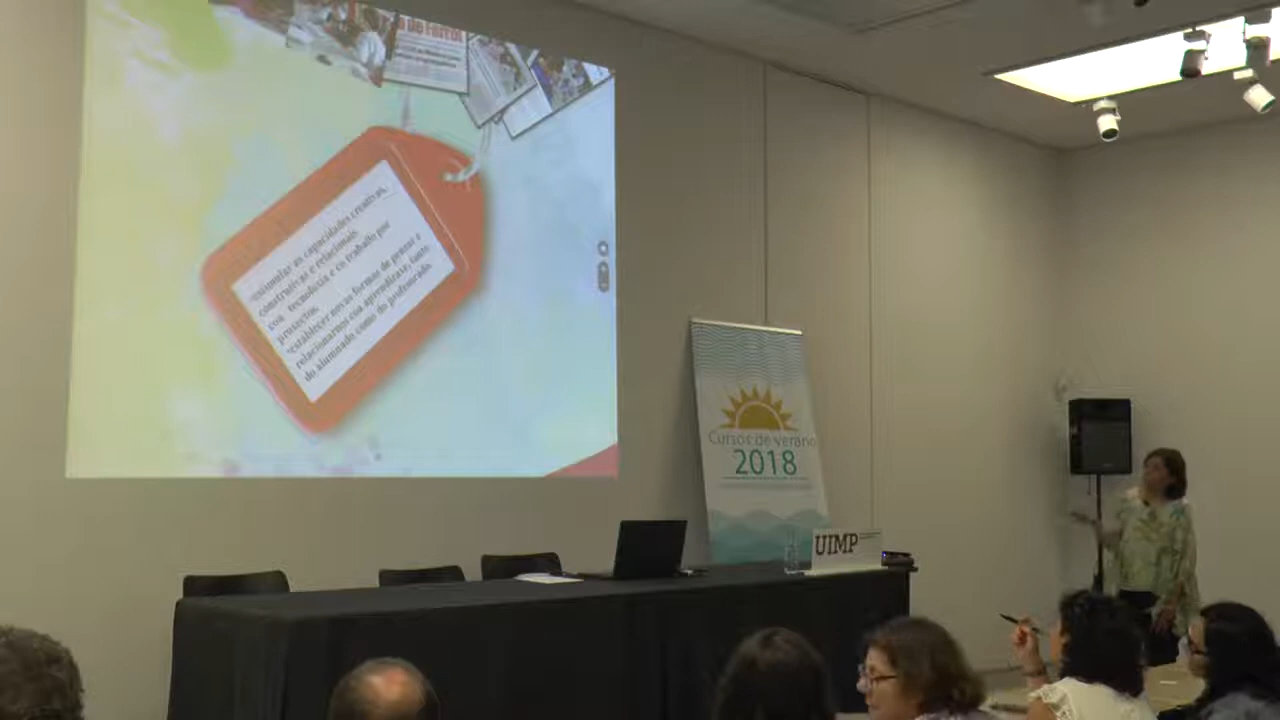 *estimular as capacidades creativas,
construtivas e relacionais
coa tecnoloxía e co traballo por
proxectos.
*establecer novas formas de pensar e
relacionarnos coa aprendizaxe, tanto
do alumnado como do profesorado.
Cursos de verano
2018
UIMP